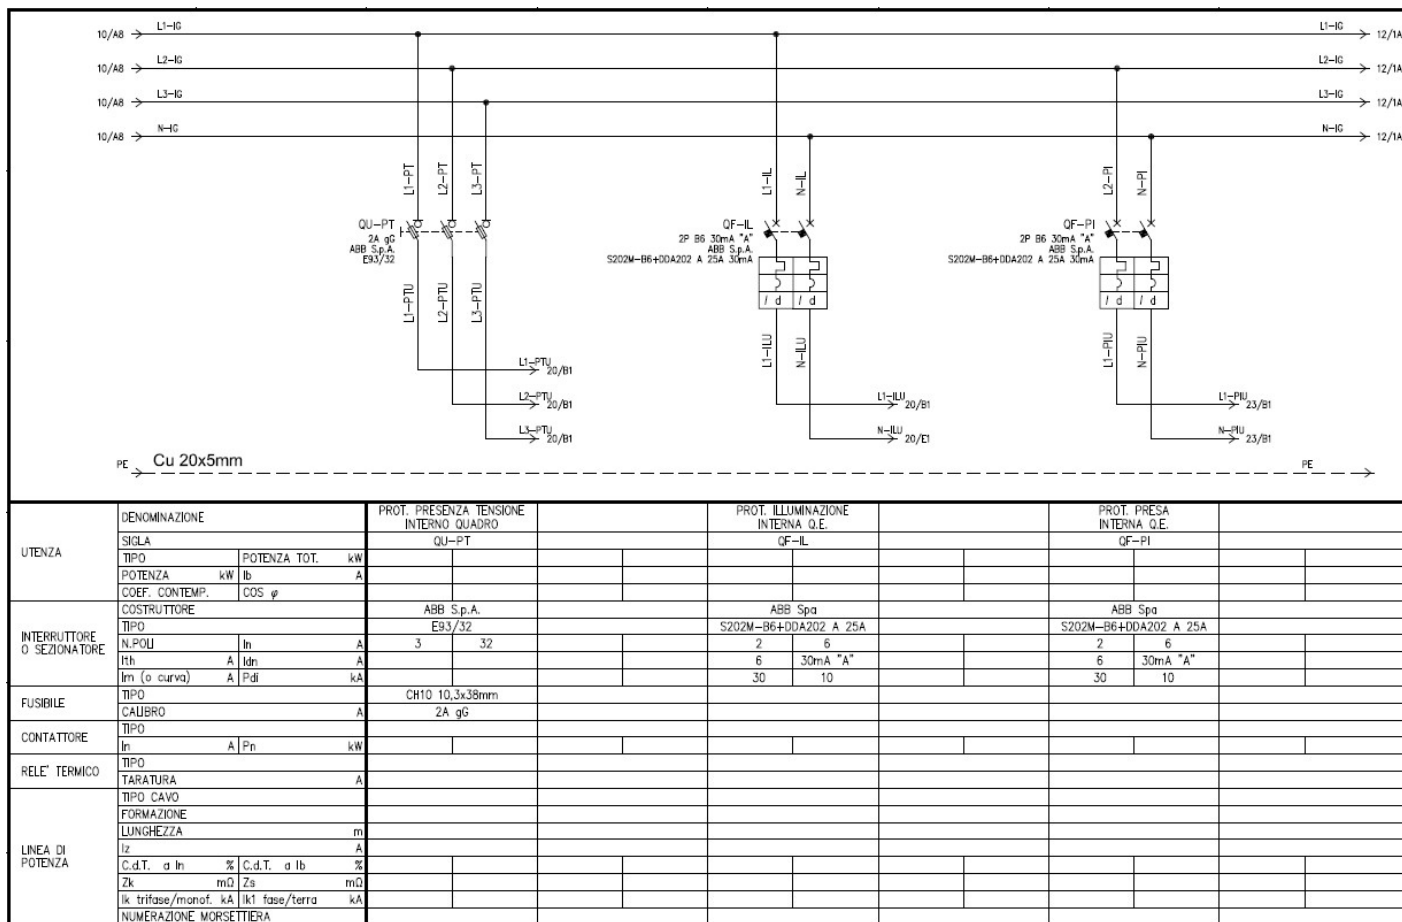 L1-IG
L1-IG
10/A8
12/1A
L2-IG
L2-IG
10/A8
12/1A
L3-IG
L3-IG
10/A8
12/1A
N-IG
N-IG
10/A8
12/1A
L1-PT
L2-PT
L3-PT
L1-IL
N-IL
L2-PI
N-PI
QU-PT
2A gG
ABB S.p.A.
E93/32
QF-IL
2P B6 30mA "A"
ABB S.p.A.
S202M-B6+DDA202 A 25A 30mA
I d
I d
QF-PI
2P B6 30mA "A"
ABB S.p.A.
S202M-B6+DDA202 A 25A 30mA
I d
I d
L1-PTU
L2-PTU
L3-PTU
L1-ILU
N-ILU
L1-PIU
N-PIU
L1-PTU
20/B1
L2-PTU
20/B1
L3-PTU
20/B1
L1-ILU
20/B1
N-ILU
20/E1
L1-PIU
23/B1
N-PIU
23/B1
PE
Cu 20x5mm
PE
UTENZA
DENOMINAZIONE
PROT. PRESENZA TENSIONE
INTERNO QUADRO
PROT. ILLUMINAZIONE
INTERNA Q.E.
PROT. PRESA
INTERNA Q.E.
SIGLA QU-PT QF-IL QF-PI
TIPO POTENZA TOT. kW
POTENZA kW Ib A
COEF. CONTEMP. COS φ
INTERRUTTORE
O SEZIONATORE
COSTRUTTORE ABB S.p.A. ABB Spa ABB Spa
TIPO E93/32 S202M-B6+DDA202 A 25A S202M-B6+DDA202 A 25A
N.POLI In A 3 32 2 6 2 6
Ith A Idn A 6 30mA "A" 6 30mA "A"
Im (o curva) A Pdi kA 30 10 30 10
FUSIBILE
TIPO CH10 10,3x38mm
CALIBRO A 2A gG
CONTATTORE
TIPO
In A Pn kW
RELE' TERMICO
TIPO
TARATURA A
LINEA DI
POTENZA
TIPO CAVO
FORMAZIONE
LUNGHEZZA m
Iz A
C.d.T. a In % C.d.T. a Ib %
Zk mΩ Zs mΩ
Ik trifase/monof. kA Ik1 fase/terra kA
NUMERAZIONE MORSETTIERA